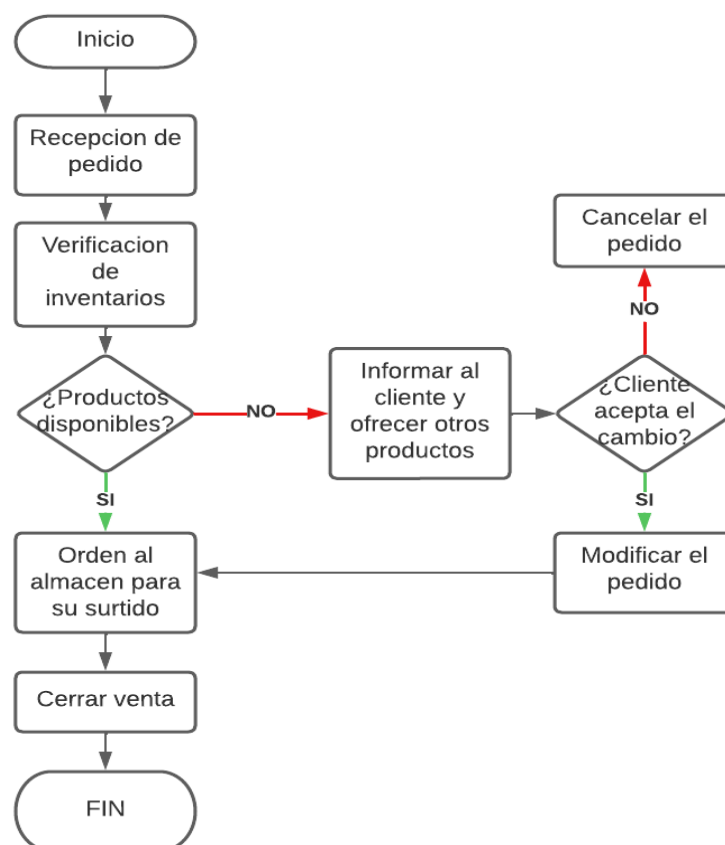 Inicio
Recepcion de
pedido
Verificacion
de
inventarios
¿Productos
disponibles?
NO
Informar al
cliente y
ofrecer otros
productos
¿Cliente
acepta el
cambio?
NO
Cancelar el
pedido
SI
Modificar el
pedido
SI
Orden al
almacen para
su surtido
Cerrar venta
FIN